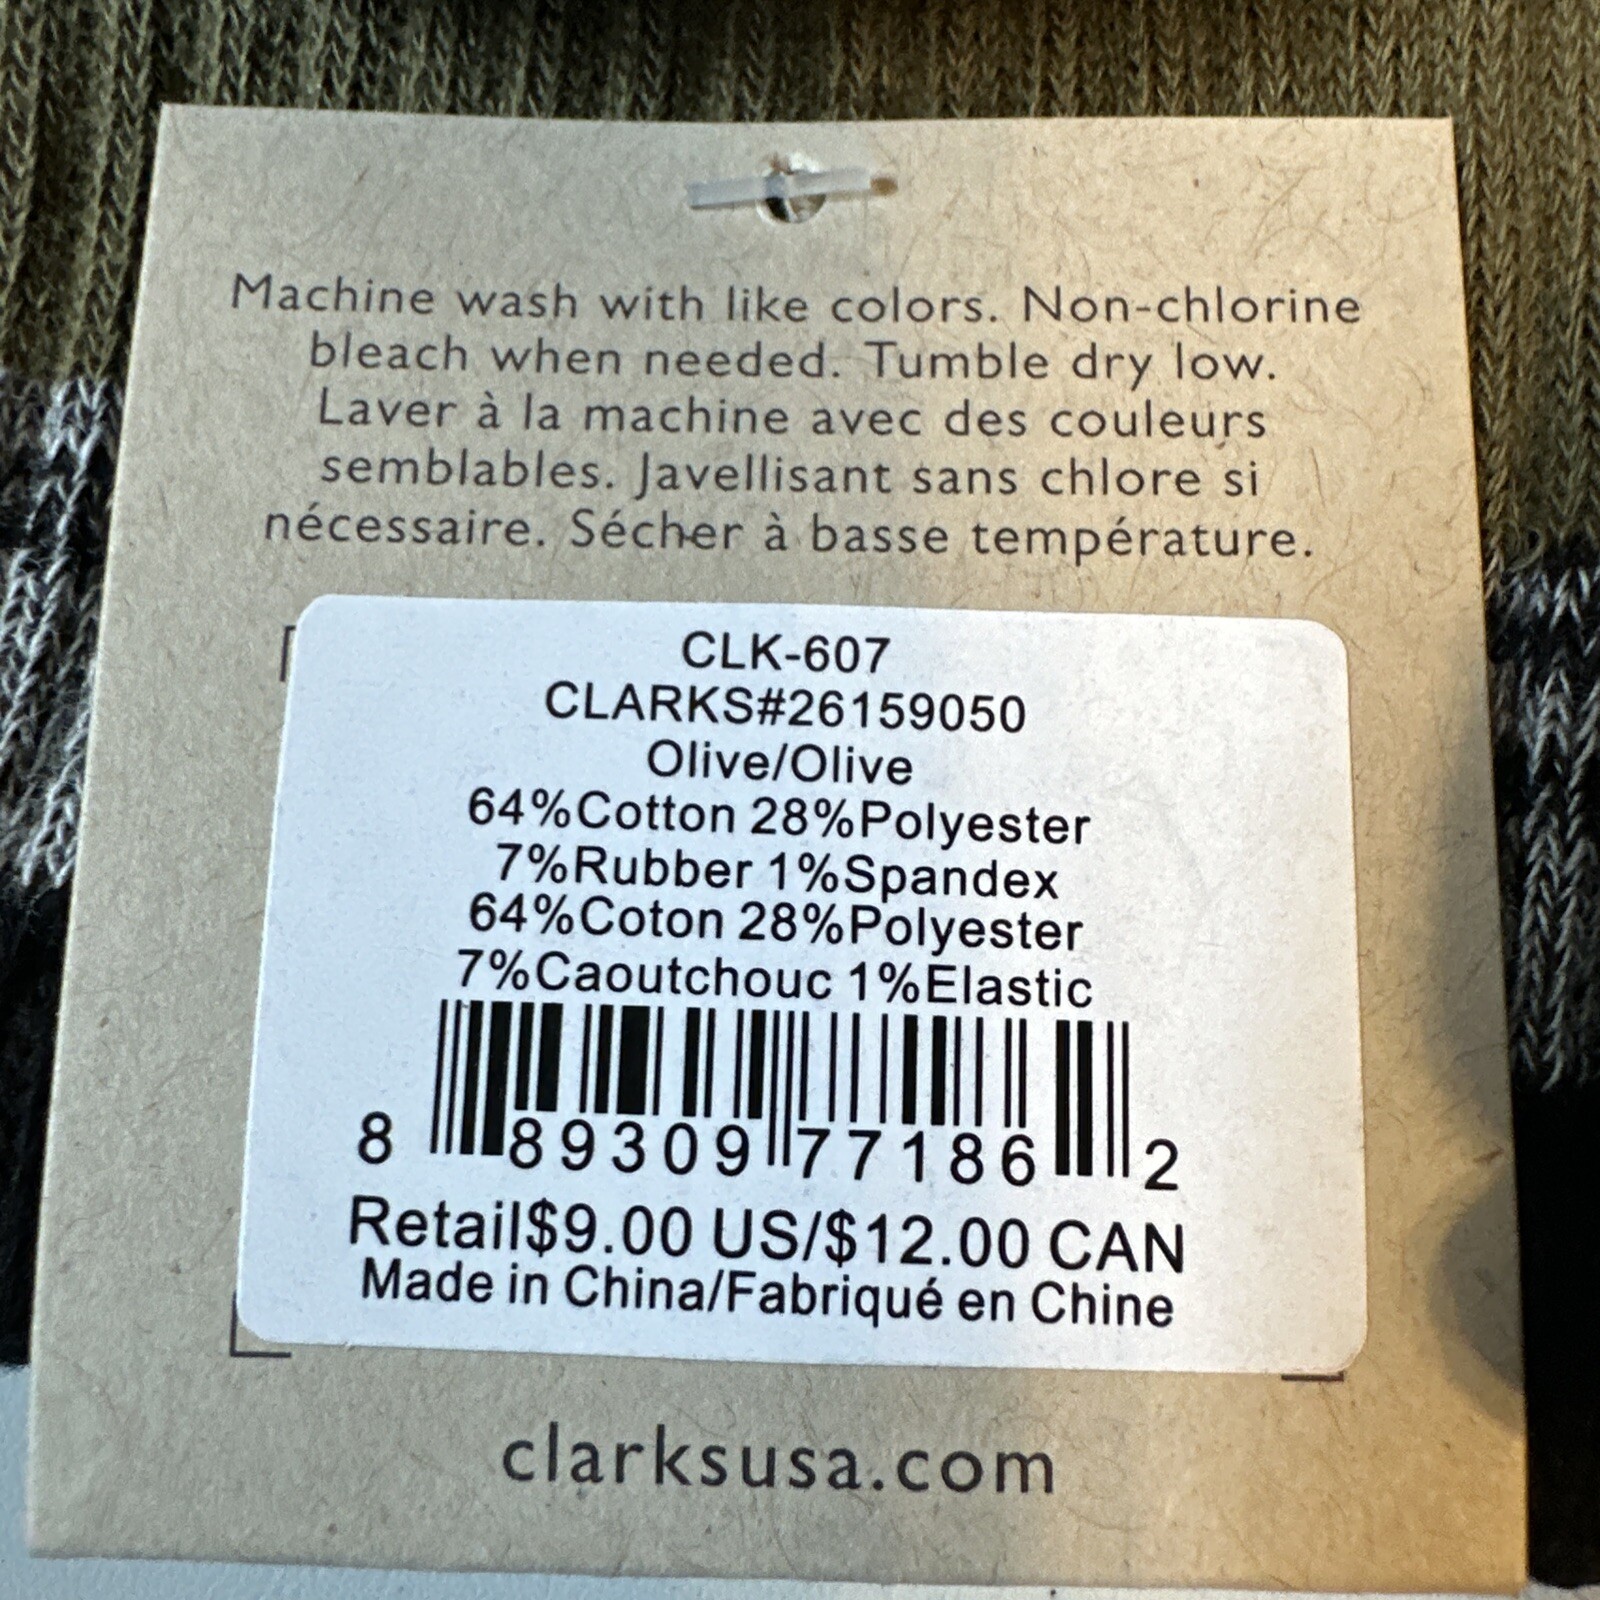 Machine wash with like colors. Non-chlorine
bleach when needed. Tumble dry low.
Laver à la machine avec des couleurs
semblables. Javellisant sans chlore si
nécessaire. Sécher à basse température.
CLK-607
CLARKS#26159050
Olive/Olive
64%Cotton 28%Polyester
7%Rubber 1%Spandex
64%Coton 28%Polyester
7%Caoutchouc 1%Elastic
8 89309 77186 2
Retail$9.00 US/$12.00 CAN
Made in China/Fabriqué en Chine
clarksusa.com